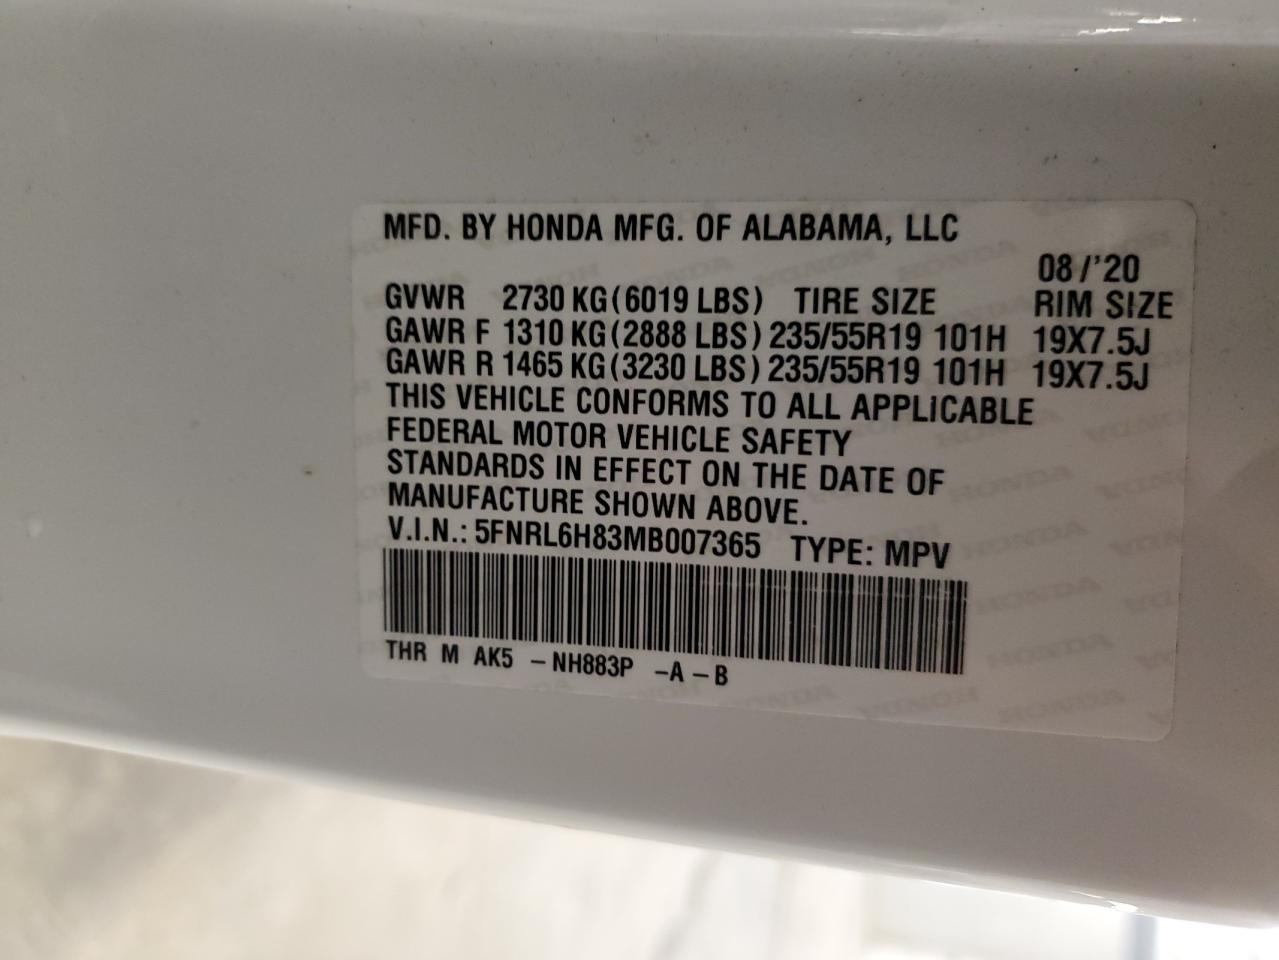 MFD. BY HONDA MFG. OF ALABAMA, LLC
08/'20
GVWR 2730 KG(6019 LBS) TIRE SIZE RIM SIZE
GAWR F 1310 KG(2888 LBS) 235/55R19 101H 19X7.5J
GAWR R 1465 KG(3230 LBS) 235/55R19 101H 19X7.5J
THIS VEHICLE CONFORMS TO ALL APPLICABLE
FEDERAL MOTOR VEHICLE SAFETY
STANDARDS IN EFFECT ON THE DATE OF
MANUFACTURE SHOWN ABOVE.
V.I.N.: 5FNRL6H83MB007365 TYPE: MPV
THR M AK5 -NH883P -A-B